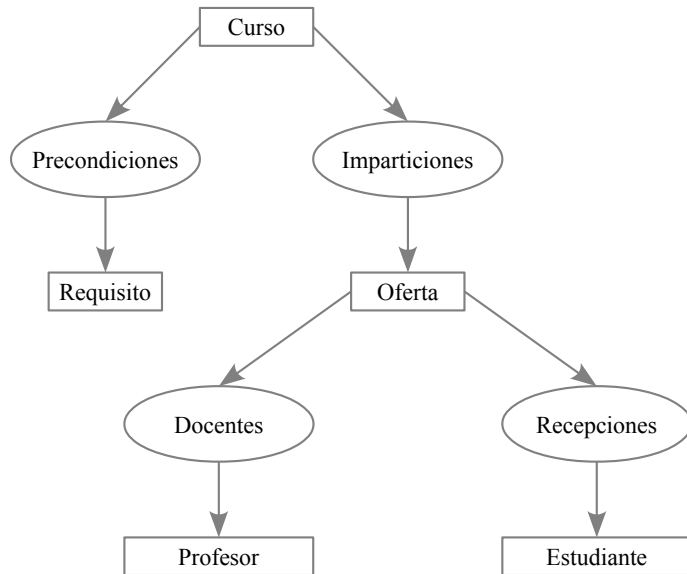 Curso
Precondiciones
Imparticiones
Requisito
Oferta
Docentes
Recepciones
Profesor
Estudiante